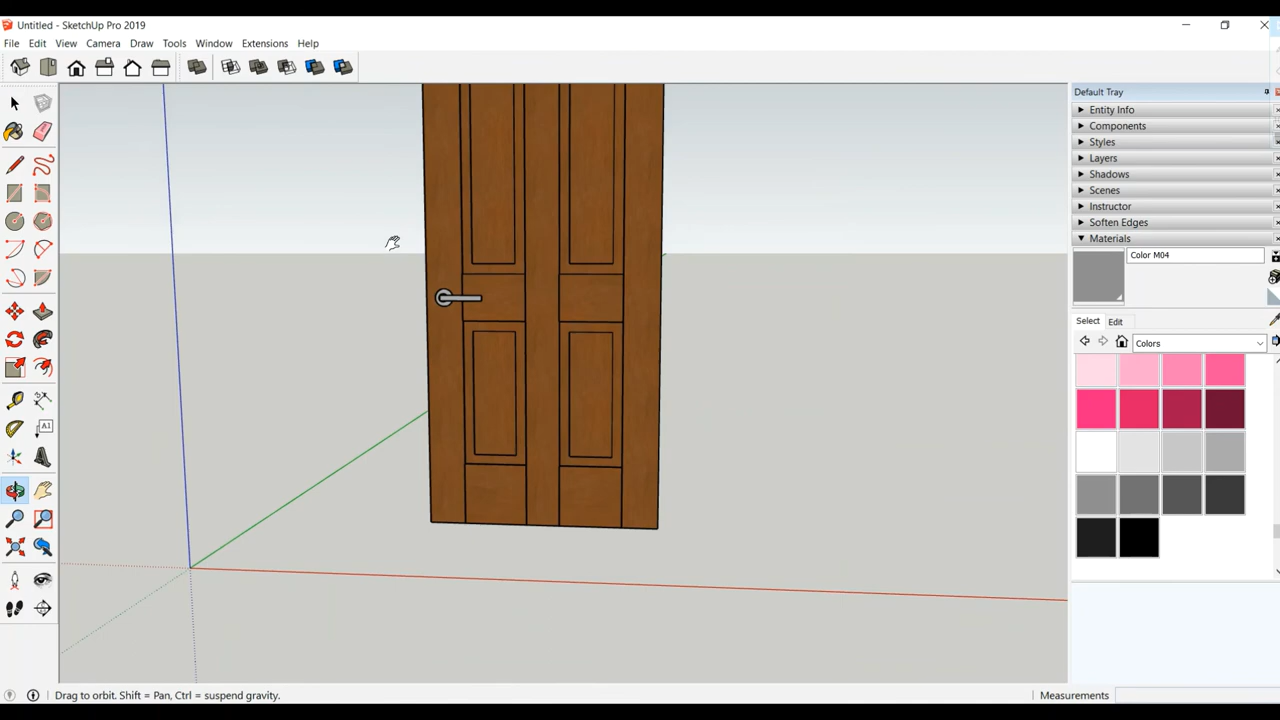 Untitled - SketchUp Pro 2019
File Edit View Camera Draw Tools Window Extensions Help
Default Tray
Entity Info
Components
Styles
Layers
Shadows
Scenes
Instructor
Soften Edges
Materials
Color M04
Select Edit
Colors
A1
Drag to orbit. Shift = Pan, Ctrl = suspend gravity.
Measurements